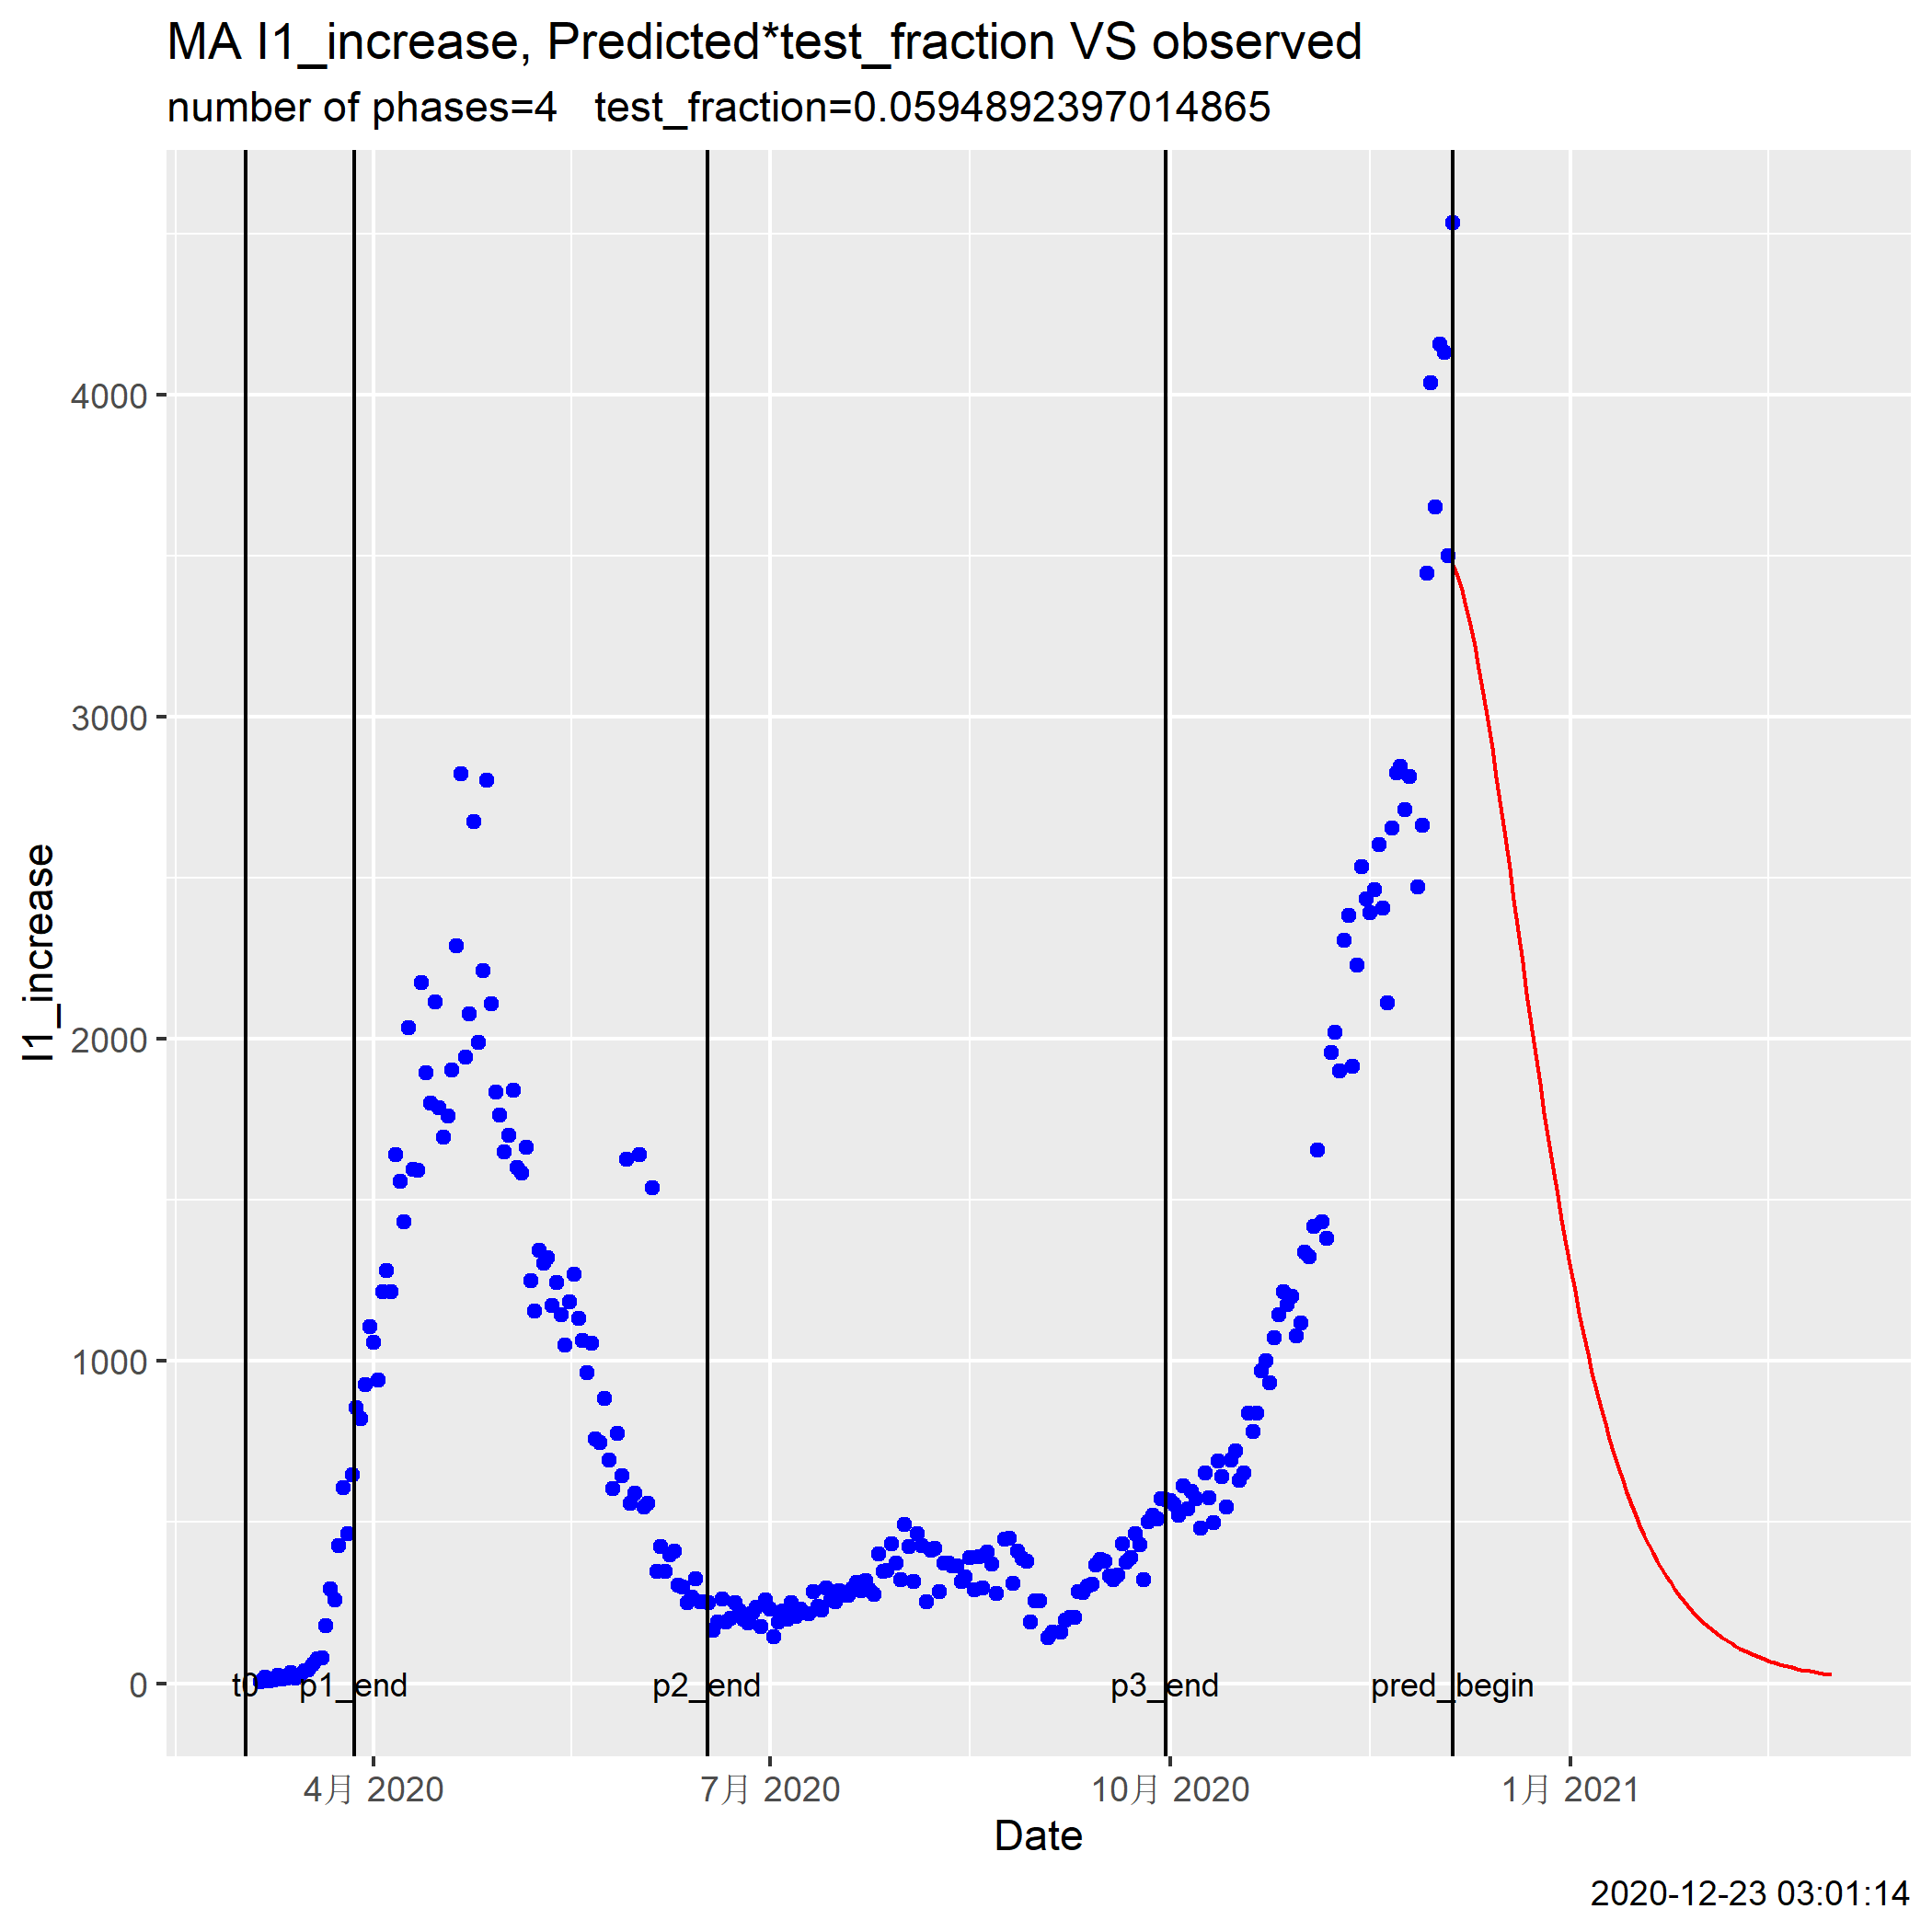 MA I1_increase, Predicted*test_fraction VS observed
number of phases=4   test_fraction=0.0594892397014865
I1_increase
4000
3000
2000
1000
0
t0 p1_end p2_end p3_end pred_begin
4月 2020 7月 2020 10月 2020 1月 2021
Date
2020-12-23 03:01:14